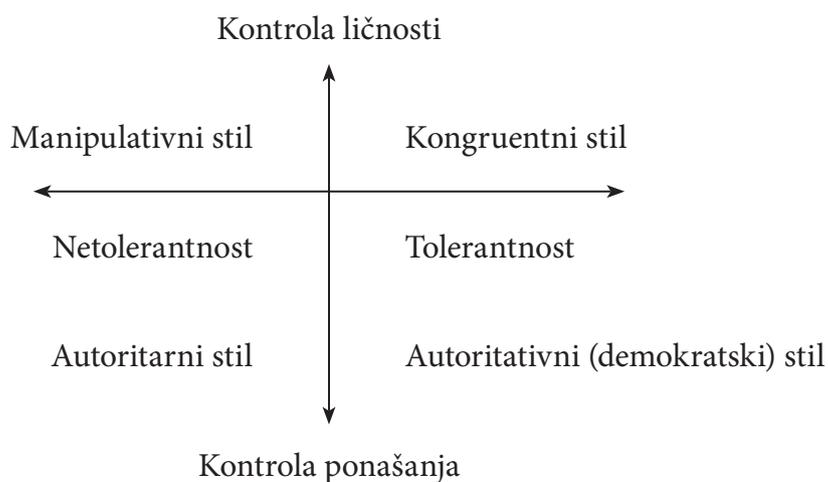 Kontrola ličnosti
Manipulativni stil
Kongruentni stil
Netolerantnost
Tolerantnost
Autoritarni stil
Autoritativni (demokratski) stil
Kontrola ponašanja